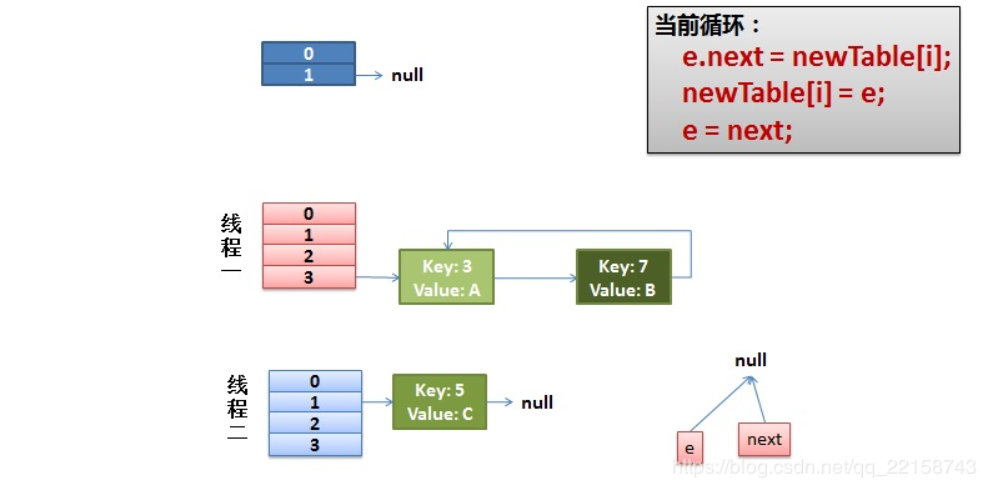 0
1
null
当前循环：
e.next = newTable[i];
newTable[i] = e;
e = next;
线程一
0
1
2
3
Key: 3
Value: A
Key: 7
Value: B
线程二
0
1
2
3
Key: 5
Value: C
null
null
e
next
https://blog.csdn.net/qq_22158743